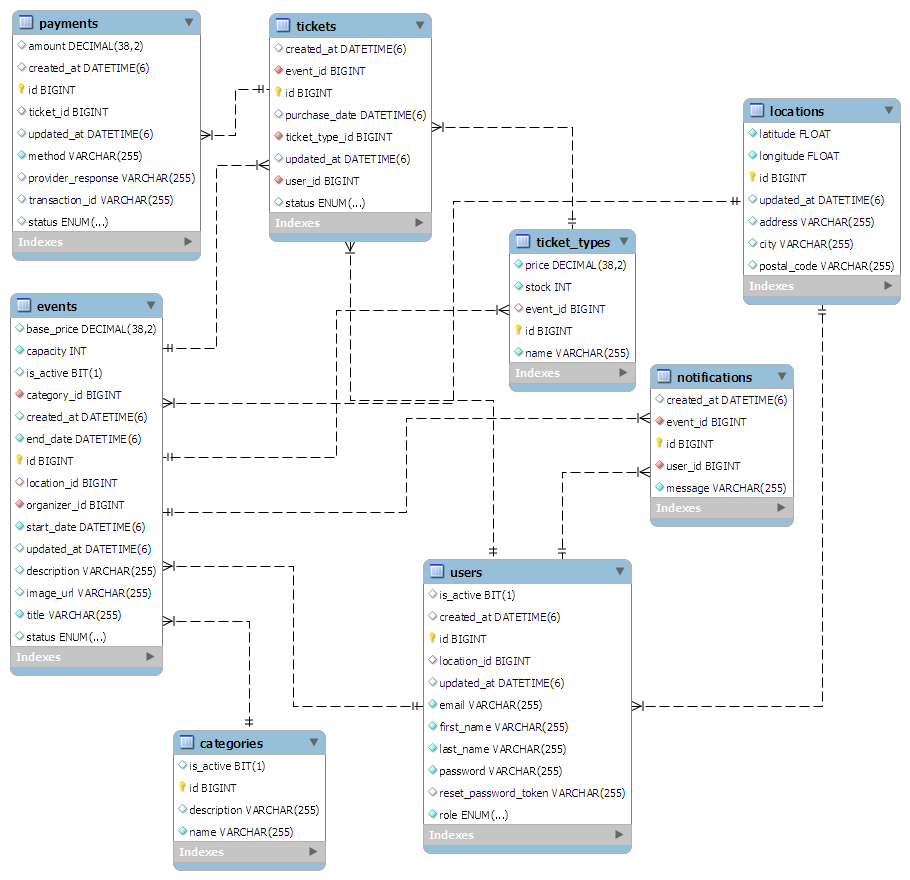 payments
amount DECIMAL(38,2)
created_at DATETIME(6)
id BIGINT
ticket_id BIGINT
updated_at DATETIME(6)
method VARCHAR(255)
provider_response VARCHAR(255)
transaction_id VARCHAR(255)
status ENUM(...)
Indexes
tickets
created_at DATETIME(6)
event_id BIGINT
id BIGINT
purchase_date DATETIME(6)
ticket_type_id BIGINT
updated_at DATETIME(6)
user_id BIGINT
status ENUM(...)
Indexes
locations
latitude FLOAT
longitude FLOAT
id BIGINT
updated_at DATETIME(6)
address VARCHAR(255)
city VARCHAR(255)
postal_code VARCHAR(255)
Indexes
ticket_types
price DECIMAL(38,2)
stock INT
event_id BIGINT
id BIGINT
name VARCHAR(255)
Indexes
events
base_price DECIMAL(38,2)
capacity INT
is_active BIT(1)
category_id BIGINT
created_at DATETIME(6)
end_date DATETIME(6)
id BIGINT
location_id BIGINT
organizer_id BIGINT
start_date DATETIME(6)
updated_at DATETIME(6)
description VARCHAR(255)
image_url VARCHAR(255)
title VARCHAR(255)
status ENUM(...)
Indexes
notifications
created_at DATETIME(6)
event_id BIGINT
id BIGINT
user_id BIGINT
message VARCHAR(255)
Indexes
users
is_active BIT(1)
created_at DATETIME(6)
id BIGINT
location_id BIGINT
updated_at DATETIME(6)
email VARCHAR(255)
first_name VARCHAR(255)
last_name VARCHAR(255)
password VARCHAR(255)
reset_password_token VARCHAR(255)
role ENUM(...)
Indexes
categories
is_active BIT(1)
id BIGINT
description VARCHAR(255)
name VARCHAR(255)
Indexes